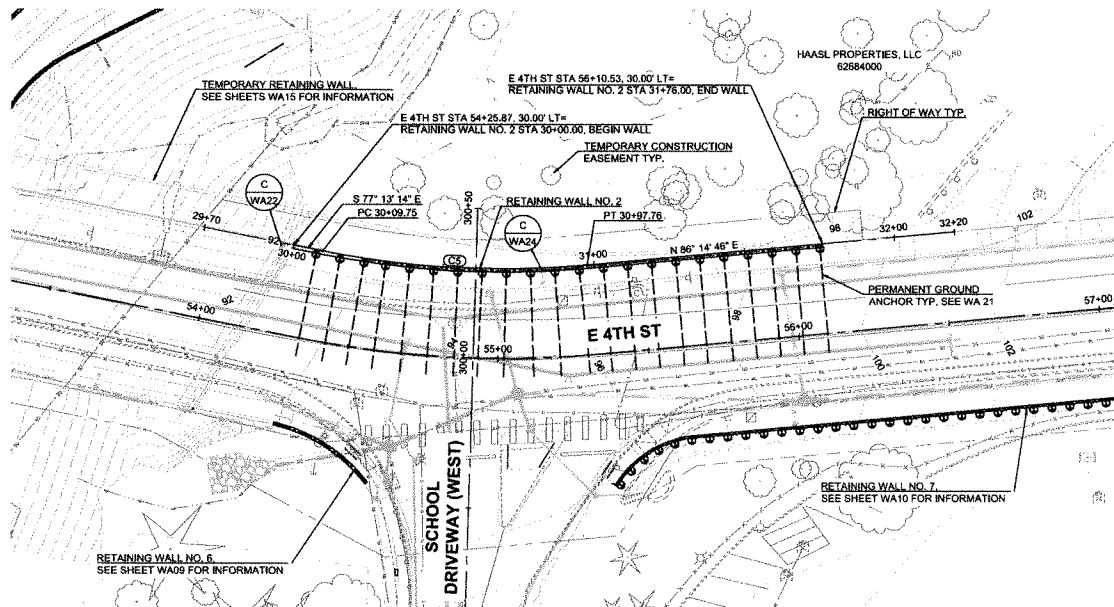 HAASL PROPERTIES, LLC
62684000
TEMPORARY RETAINING WALL,
SEE SHEETS WA15 FOR INFORMATION
E 4TH ST STA 56+10.53, 30.00' LT=
RETAINING WALL NO. 2 STA 31+76.00, END WALL
E 4TH ST STA 54+25.87, 30.00' LT=
RETAINING WALL NO. 2 STA 30+00.00, BEGIN WALL
RIGHT OF WAY TYP.
TEMPORARY CONSTRUCTION
EASEMENT TYP.
C
WA22
S 77° 13' 14" E
PC 30+09.75
300+50
RETAINING WALL NO. 2
C
WA24
PT 30+97.76
29+70
92
30+00
C5
31+00
N 86° 14' 46" E
98
32+00
32+20
102
PERMANENT GROUND
ANCHOR TYP. SEE WA 21
54+00
92
94
300+00
55+00
E 4TH ST
96
98
56+00
100
102
57+00
SCHOOL
DRIVEWAY (WEST)
RETAINING WALL NO. 7,
SEE SHEET WA10 FOR INFORMATION
RETAINING WALL NO. 6,
SEE SHEET WA09 FOR INFORMATION